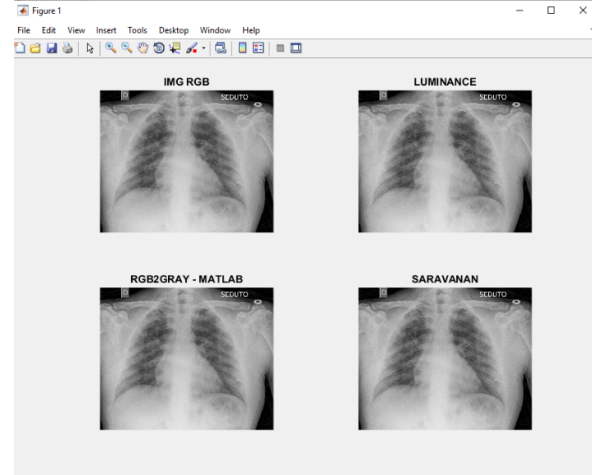 Figure 1
File Edit View Insert Tools Desktop Window Help
IMG RGB
LUMINANCE
D
SEDUTO
D
SEDUTO
RGB2GRAY - MATLAB
SARAVANAN
D
SEDUTO
D
SEDUTO